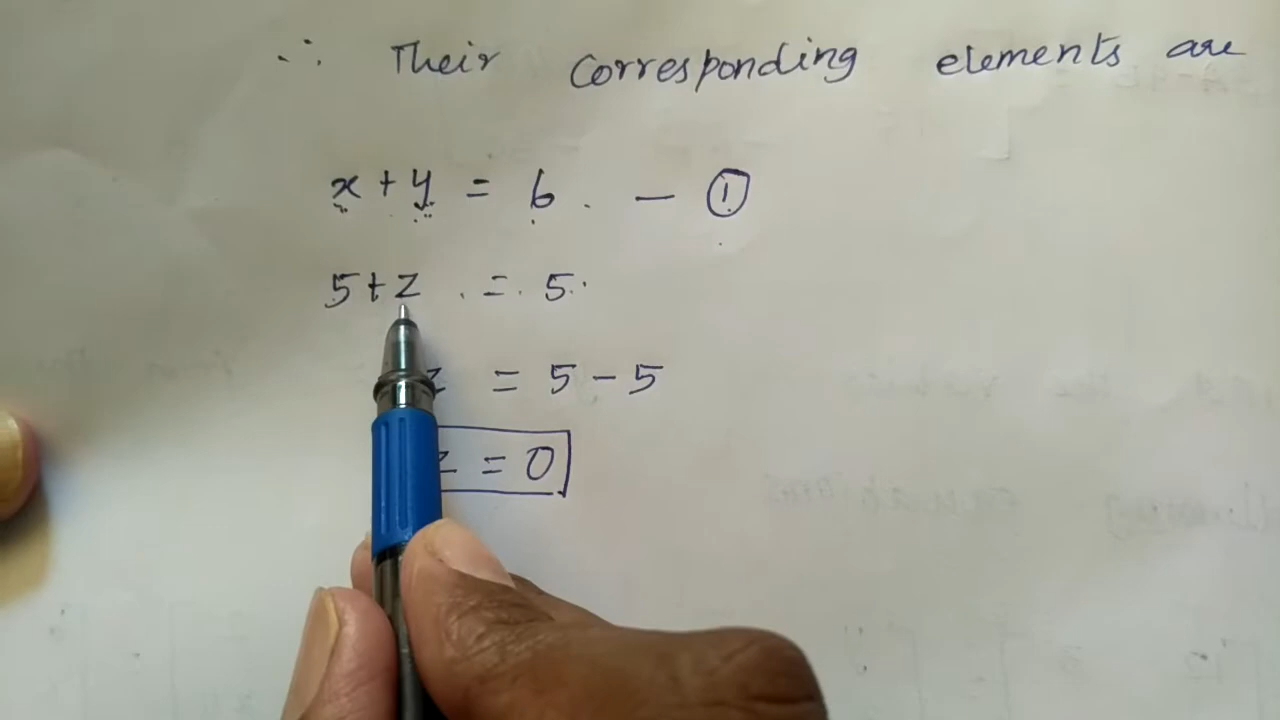 ∴ Their corresponding elements are
x + y = 6 — ①
5 + z = 5
z = 5 - 5
z = 0